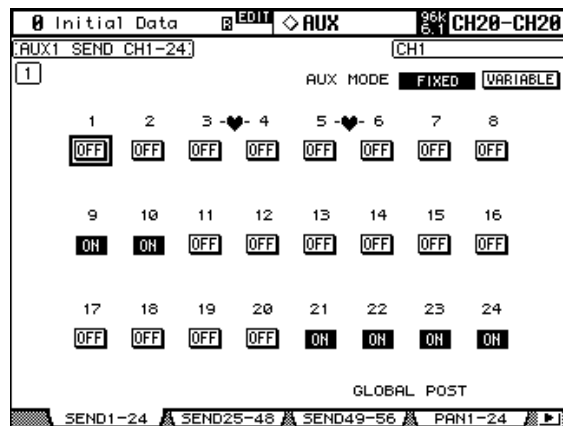 0 Initial Data EDIT ◇AUX 96k 6.1 CH20-CH20
AUX1 SEND CH1-24 CH1
1 AUX MODE FIXED VARIABLE
1 2 3 -♥- 4 5 -♥- 6 7 8
OFF OFF OFF OFF OFF OFF OFF OFF
9 10 11 12 13 14 15 16
ON ON OFF OFF OFF OFF OFF OFF
17 18 19 20 21 22 23 24
OFF OFF OFF OFF ON ON ON ON
GLOBAL POST
SEND1-24 SEND25-48 SEND49-56 PAN1-24